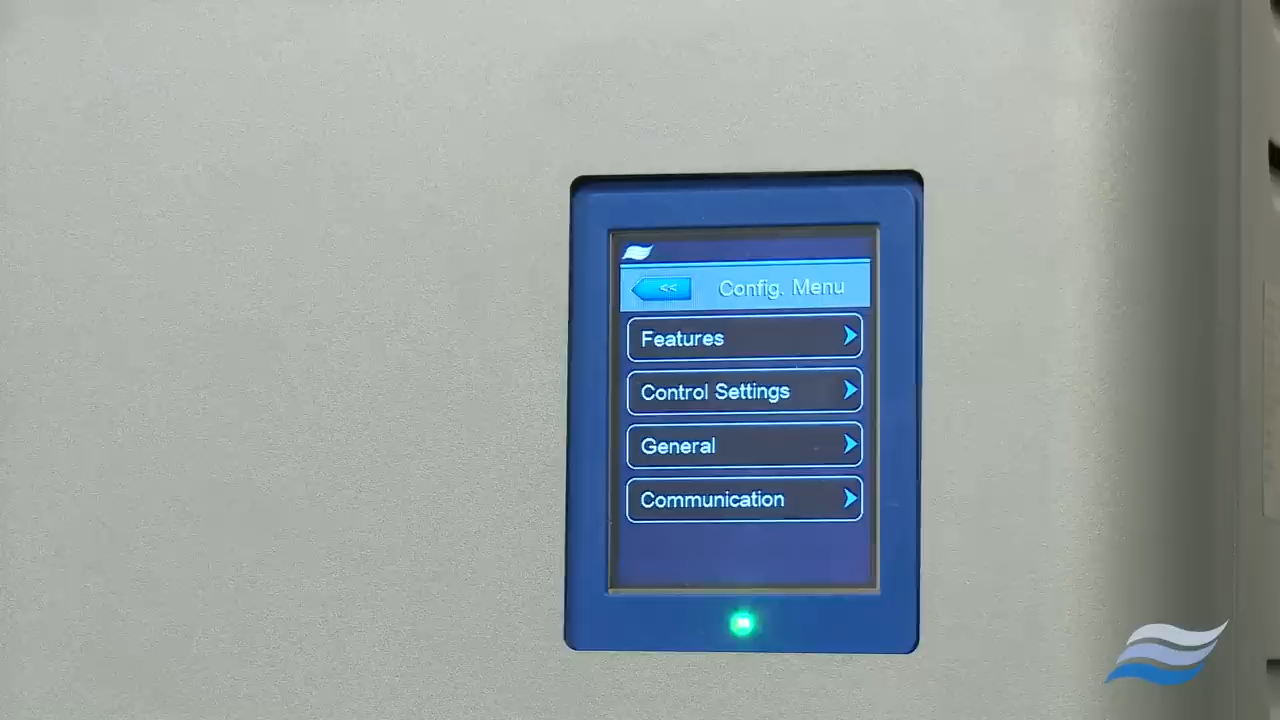 << Config. Menu
Features
Control Settings
General
Communication